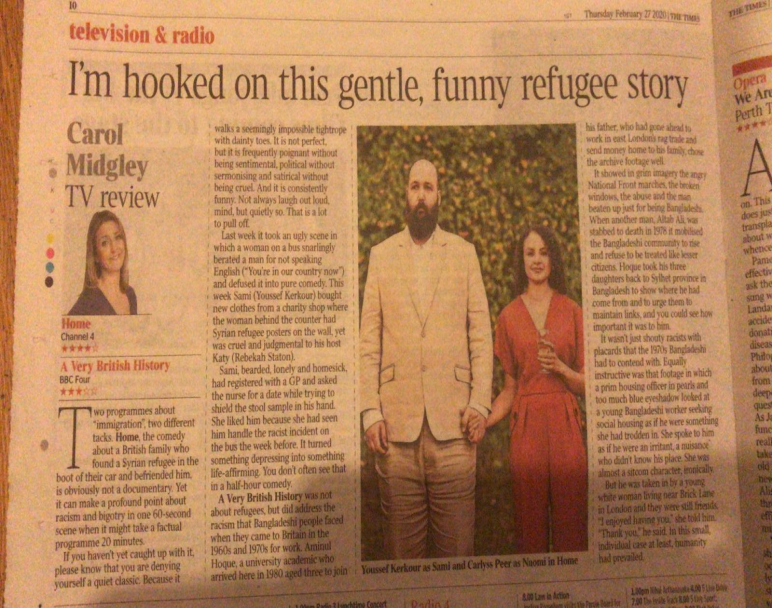 10
Thursday February 27 2020 | THE TIMES
THE TIMES
television & radio
I'm hooked on this gentle, funny refugee story
Carol
Midgley
TV review
Home
Channel 4
★★★★☆
A Very British History
BBC Four
★★★☆☆
Two programmes about
"immigration", two different
tacks. Home, the comedy
about a British family who
found a Syrian refugee in the
boot of their car and befriended him,
is obviously not a documentary. Yet
it can make a profound point about
racism and bigotry in one 60-second
scene when it might take a factual
programme 20 minutes.
If you haven't yet caught up with it,
please know that you are denying
yourself a quiet classic. Because it
walks a seemingly impossible tightrope
with dainty toes. It is not perfect,
but it is frequently poignant without
being sentimental, political without
sermonising and satirical without
being cruel. And it is consistently
funny. Not always laugh out loud,
mind, but quietly so. That is a lot
to pull off.
Last week it took an ugly scene in
which a woman on a bus snarlingly
berated a man for not speaking
English ("You're in our country now")
and defused it into pure comedy. This
week Sami (Youssef Kerkour) bought
new clothes from a charity shop where
the woman behind the counter had
Syrian refugee posters on the wall, yet
was cruel and judgmental to his host
Katy (Rebekah Staton).
Sami, bearded, lonely and homesick,
had registered with a GP and asked
the nurse for a date while trying to
shield the stool sample in his hand.
She liked him because she had seen
him handle the racist incident on
the bus the week before. It turned
something depressing into something
life-affirming. You don't often see that
in a half-hour comedy.
A Very British History was not
about refugees, but did address the
racism that Bangladeshi people faced
when they came to Britain in the
1960s and 1970s for work. Aminul
Hoque, a university academic who
arrived here in 1980 aged three to join
Youssef Kerkour as Sami and Carlyss Peer as Naomi in Home
his father, who had gone ahead to
work in east London's rag trade and
send money home to his family, chose
the archive footage well.
It showed in grim imagery the angry
National Front marches, the broken
windows, the abuse and the man
beaten up just for being Bangladeshi.
When another man, Altab Ali, was
stabbed to death in 1978 it mobilised
the Bangladeshi community to rise
and refuse to be treated like lesser
citizens. Hoque took his three
daughters back to Sylhet province in
Bangladesh to show where he had
come from and to urge them to
maintain links, and you could see how
important it was to him.
It wasn't just shouty racists with
placards that the 1970s Bangladeshi
had to contend with. Equally
instructive was that footage in which
a prim housing officer in pearls and
too much blue eyeshadow looked at
a young Bangladeshi worker seeking
social housing as if he were something
she had trodden in. She spoke to him
as if he were an irritant, a nuisance
who didn't know his place. She was
almost a sitcom character, ironically.
But he was taken in by a young
white woman living near Brick Lane
in London and they were still friends.
"I enjoyed having you," she told him.
"Thank you," he said. In this small,
individual case at least, humanity
had prevailed.
Opera
We Are
Perth T
★★★★
A
on. This
does jus
transpla
about w
Radio 4
8.00 Law in Action